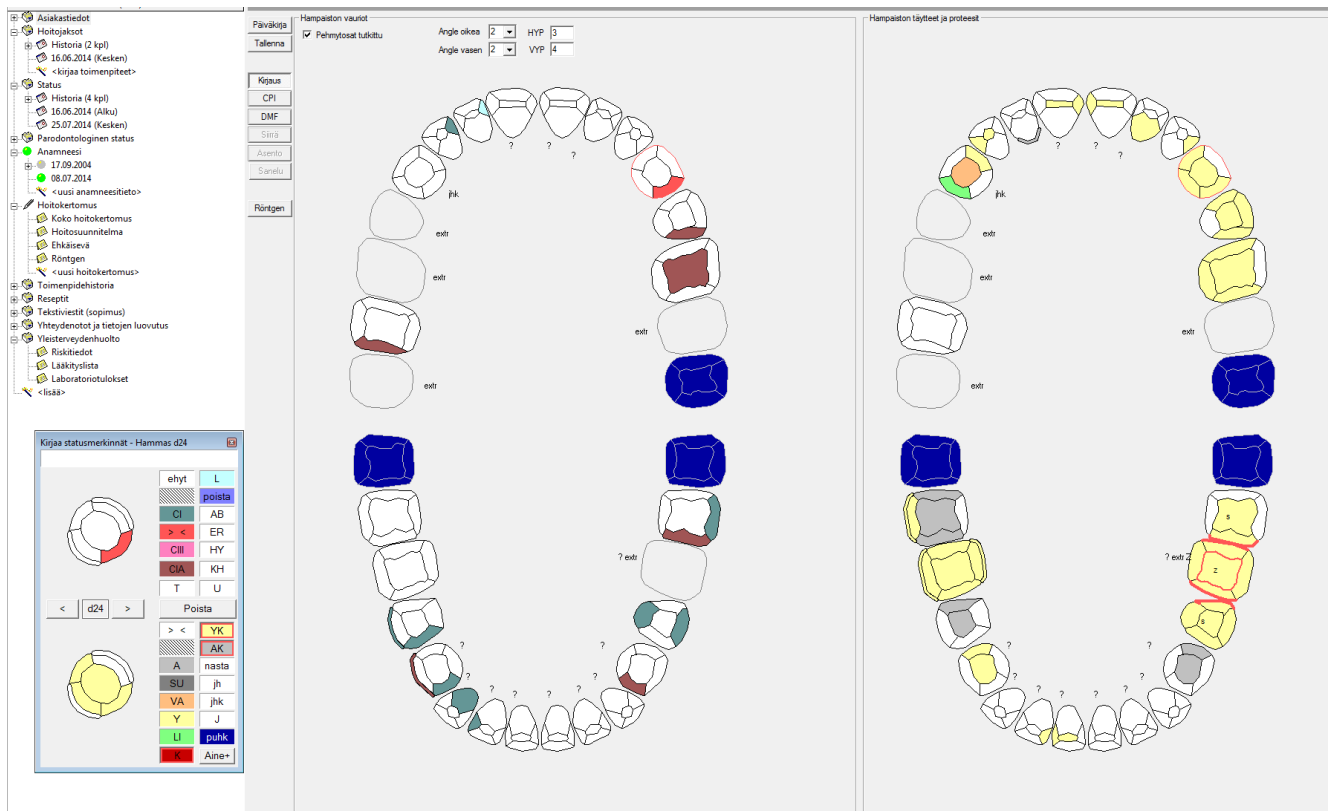 Asiakastiedot
Hoitojaksot
Historia (2 kpl)
16.06.2014 (Kesken)
<kirjaa toimenpiteet>
Status
Historia (4 kpl)
16.06.2014 (Alku)
25.07.2014 (Kesken)
Parodontologinen status
Anamneesi
17.09.2004
08.07.2014
<uusi anamneesitieto>
Hoitokertomus
Koko hoitokertomus
Hoitosuunnitelma
Ehkäisevä
Röntgen
<uusi hoitokertomus>
Toimenpidehistoria
Reseptit
Tekstiviestit (sopimus)
Yhteydenotot ja tietojen luovutus
Yleisterveydenhuolto
Riskitiedot
Lääkityslista
Laboratoriotulokset
<lisää>
Päiväkirja
Tallenna
Kirjaus
CPI
DMF
Siirrä
Asento
Sanelu
Röntgen
Hampaiston vauriot
Pehmytosat tutkittu
Angle oikea 2 HYP 3
Angle vasen 2 VYP 4
? ?
jhk
extr
extr
extr
extr
? extr
? ?
? ?
? ? ? ? ?
Hampaiston täytteet ja proteesit
? ?
jhk
extr
extr
extr
extr
s
? extr Z
z
s
? ?
? ?
? ? ? ? ?
Kirjaa statusmerkinnät - Hammas d24
ehyt L
poista
CI AB
> < ER
CIII HY
CIA KH
T U
< d24 > Poista
> < YK
AK
A nasta
SU jh
VA jhk
Y J
LI puhk
K Aine+